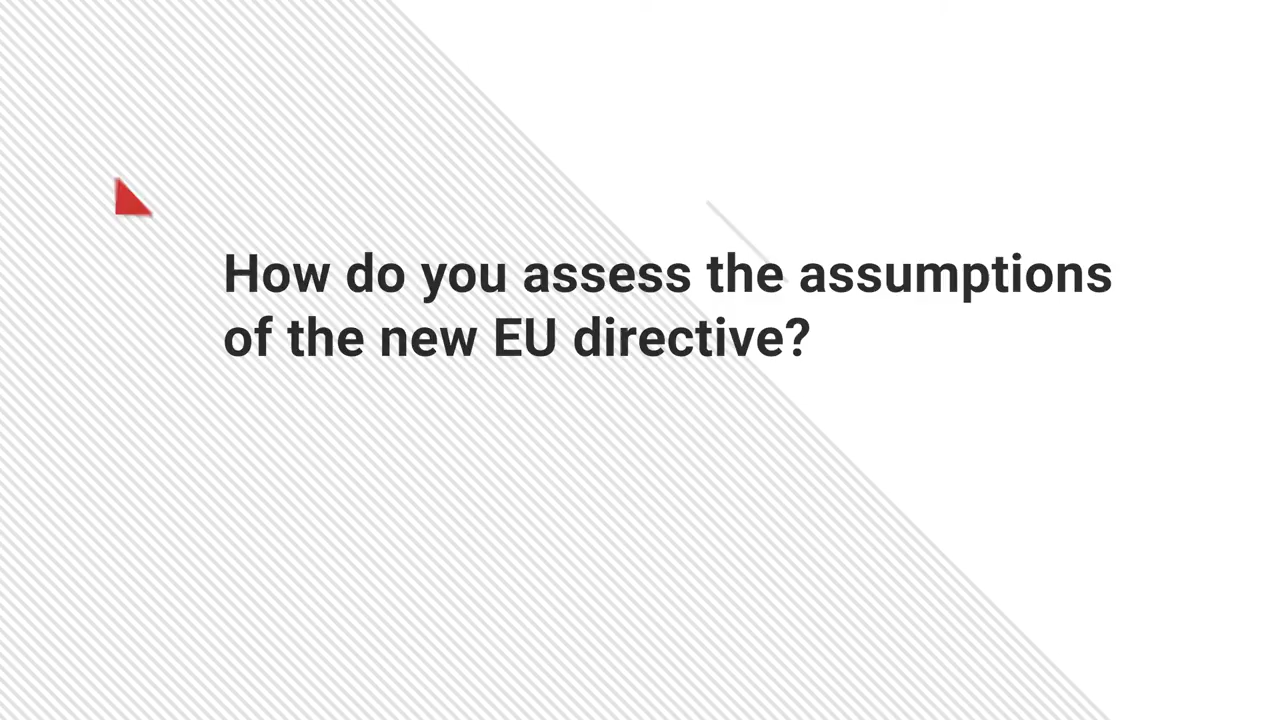 How do you assess the assumptions
of the new EU directive?